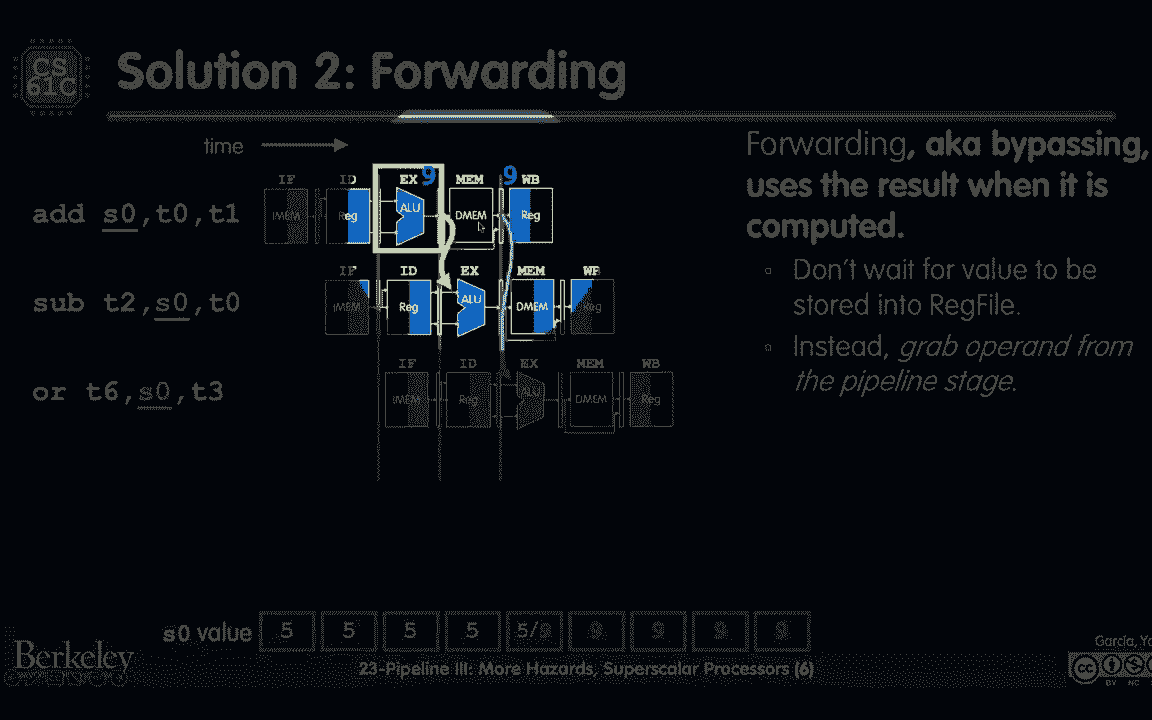 CS
61C
Solution 2: Forwarding
time
Forwarding, aka bypassing,
uses the result when it is
computed.
Don't wait for value to be
stored into RegFile.
Instead, grab operand from
the pipeline stage.
add s0,t0,t1
IF ID EX 9 MEM 9 WB
IMEM Reg ALU DMEM Reg
sub t2,s0,t0
IF ID EX MEM WB
IMEM Reg ALU DMEM Reg
or t6,s0,t3
IF ID EX MEM WB
IMEM Reg ALU DMEM Reg
s0 value 5 5 5 5 5/9 9 9 9 9
Berkeley
23-Pipeline III: More Hazards, Superscalar Processors (6)
Garcia,
cc
BY NC